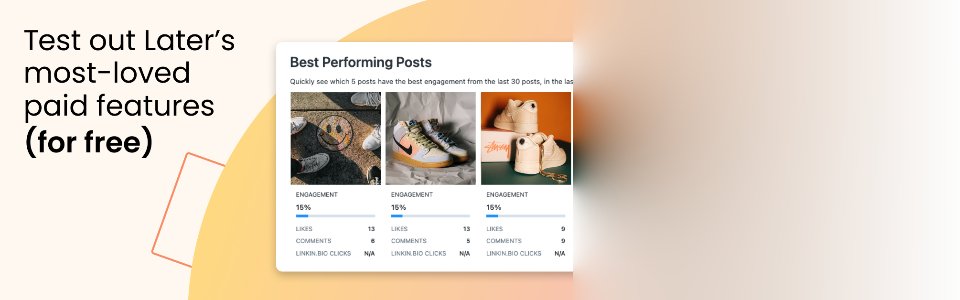 Test out Later's
most-loved
paid features
(for free)
Best Performing Posts
Quickly see which 5 posts have the best engagement from the last 30 posts, in the
ENGAGEMENT
15%
LIKES 13
COMMENTS 6
LINKIN.BIO CLICKS N/A
ENGAGEMENT
15%
LIKES 13
COMMENTS 5
LINKIN.BIO CLICKS N/A
Stussy
ENGAGEMENT
15%
LIKES 9
COMMENTS 9
LINKIN.BIO CLICKS N/A